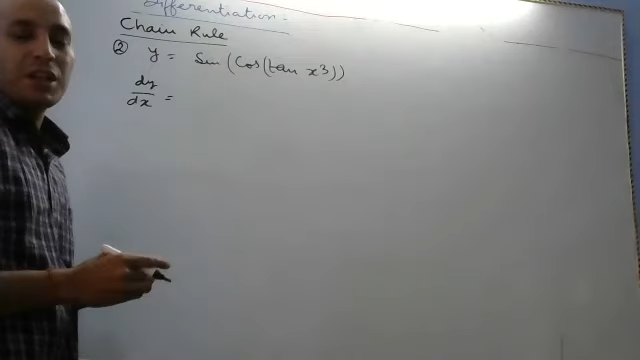 Differentiation:
Chain Rule
② y = Sin (Cos(tan x³))
dy/dx =